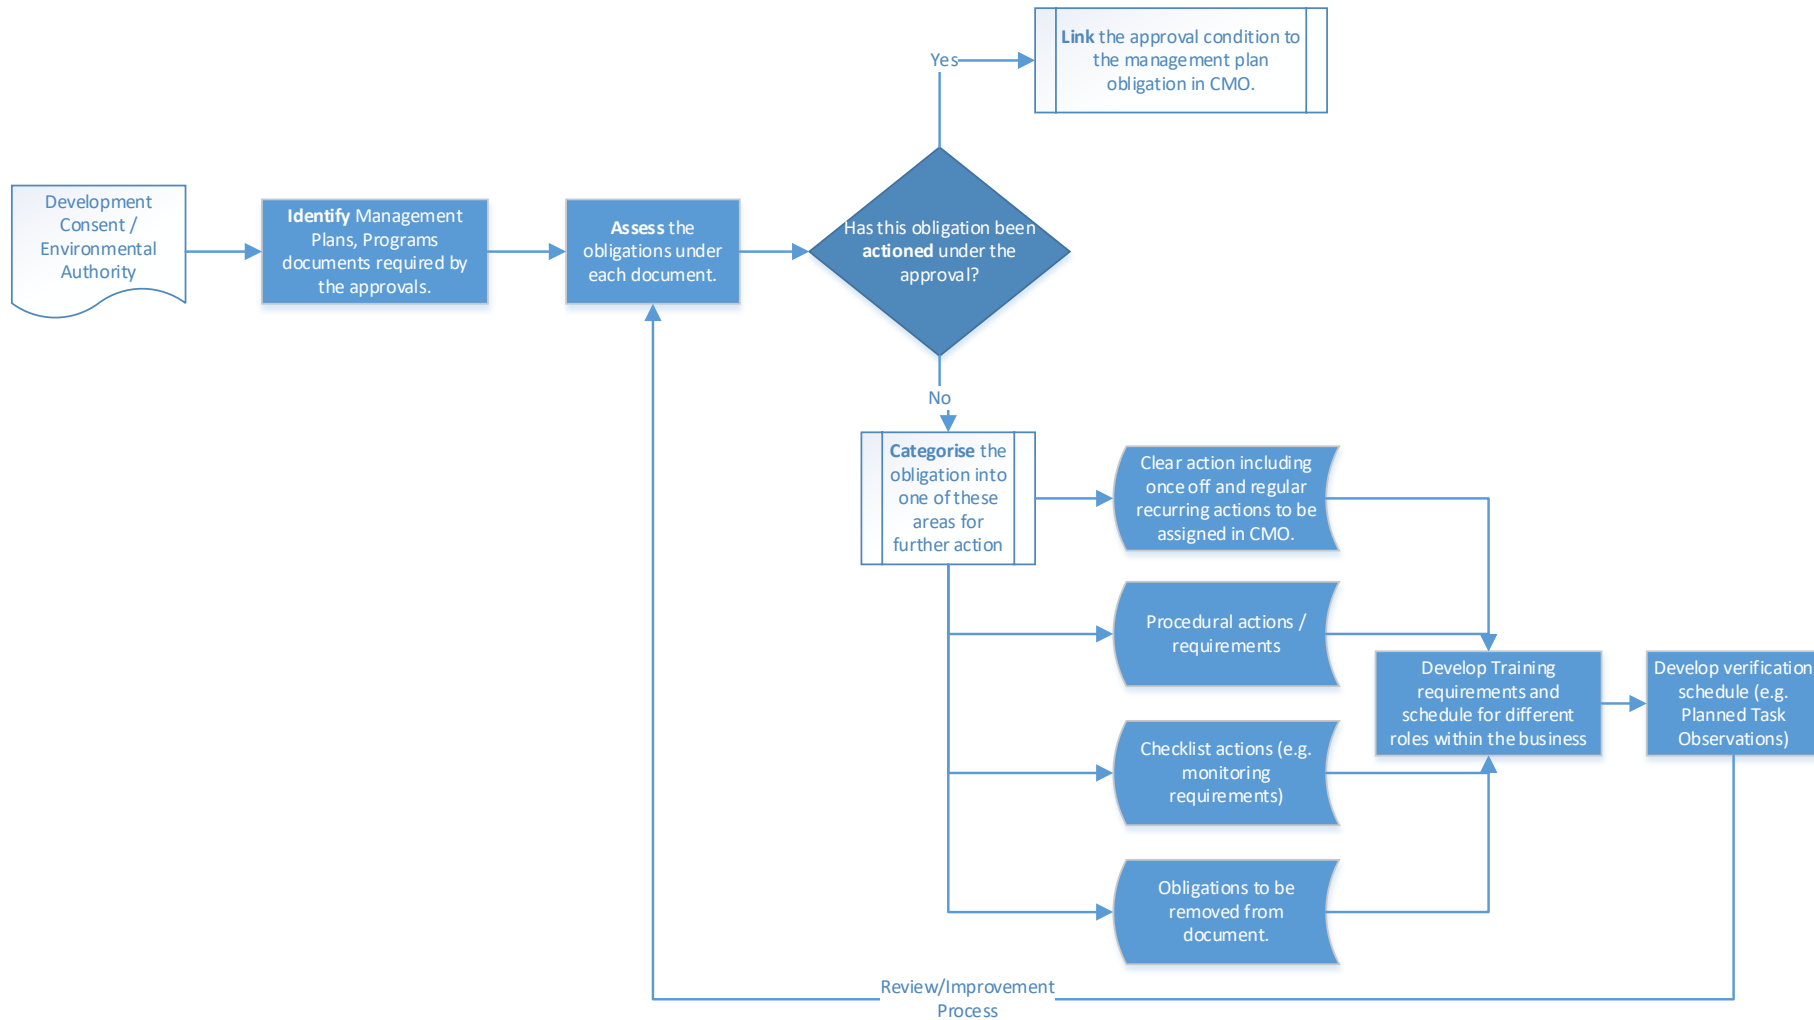 Development
Consent /
Environmental
Authority
Identify Management
Plans, Programs
documents required by
the approvals.
Assess the
obligations under
each document.
Has this obligation been
actioned under the
approval?
Yes
Link the approval condition to
the management plan
obligation in CMO.
No
Categorise the
obligation into
one of these
areas for
further action
Clear action including
once off and regular
recurring actions to be
assigned in CMO.
Procedural actions /
requirements
Checklist actions (e.g.
monitoring
requirements)
Obligations to be
removed from
document.
Develop Training
requirements and
schedule for different
roles within the business
Develop verification
schedule (e.g.
Planned Task
Observations)
Review/Improvement
Process